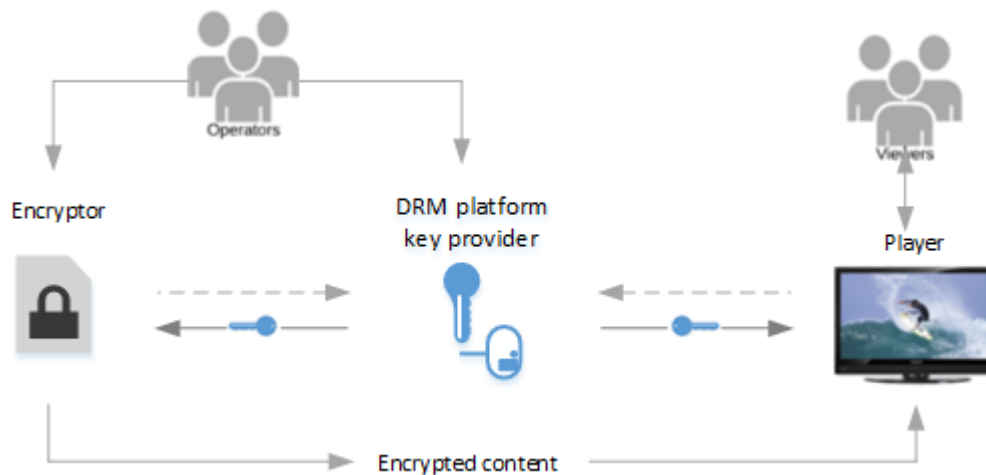 Operators
Viewers
Encryptor
DRM platform
key provider
Player
Encrypted content